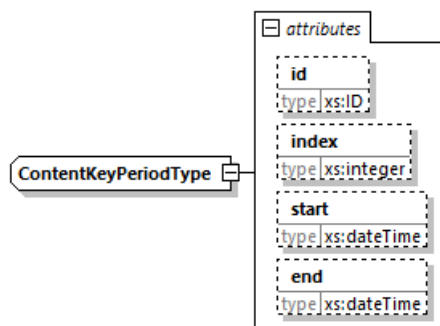 attributes
id
type xs:ID
index
type xs:integer
ContentKeyPeriodType
start
type xs:dateTime
end
type xs:dateTime